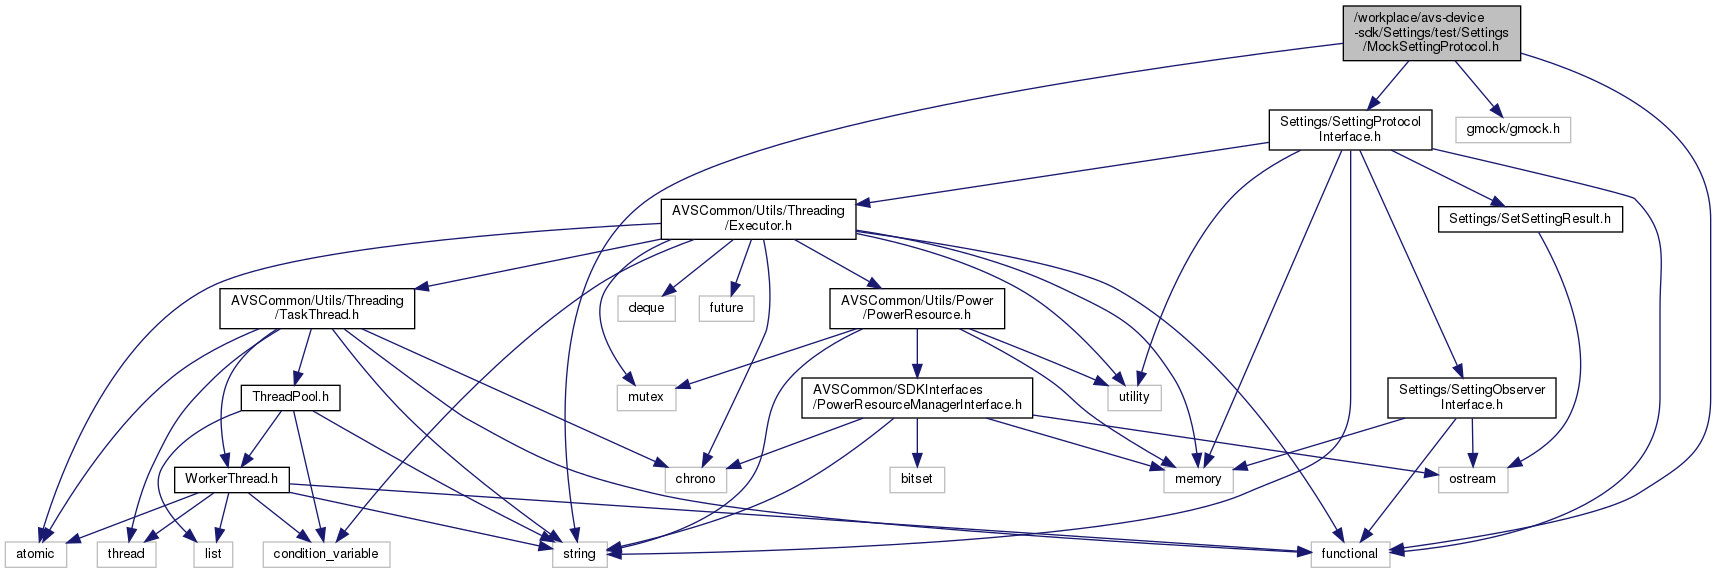 /workplace/avs-device
-sdk/Settings/test/Settings
/MockSettingProtocol.h
Settings/SettingProtocol
Interface.h
gmock/gmock.h
AVSCommon/Utils/Threading
/Executor.h
Settings/SetSettingResult.h
AVSCommon/Utils/Threading
/TaskThread.h
deque
future
AVSCommon/Utils/Power
/PowerResource.h
ThreadPool.h
mutex
AVSCommon/SDKInterfaces
/PowerResourceManagerInterface.h
utility
Settings/SettingObserver
Interface.h
WorkerThread.h
chrono
bitset
memory
ostream
atomic
thread
list
condition_variable
string
functional